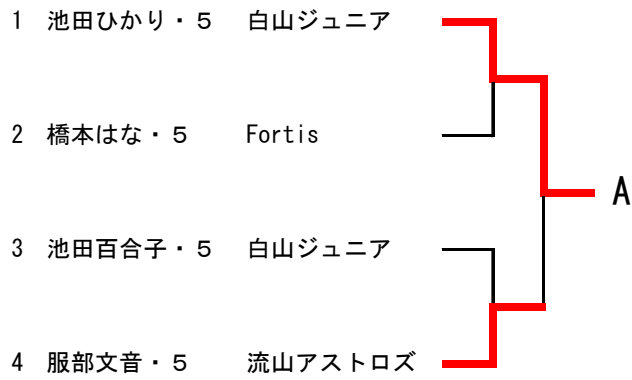 1 池田ひかり・５ 白山ジュニア
2 橋本はな・５ Fortis
A
3 池田百合子・５ 白山ジュニア
4 服部文音・５ 流山アストロズ